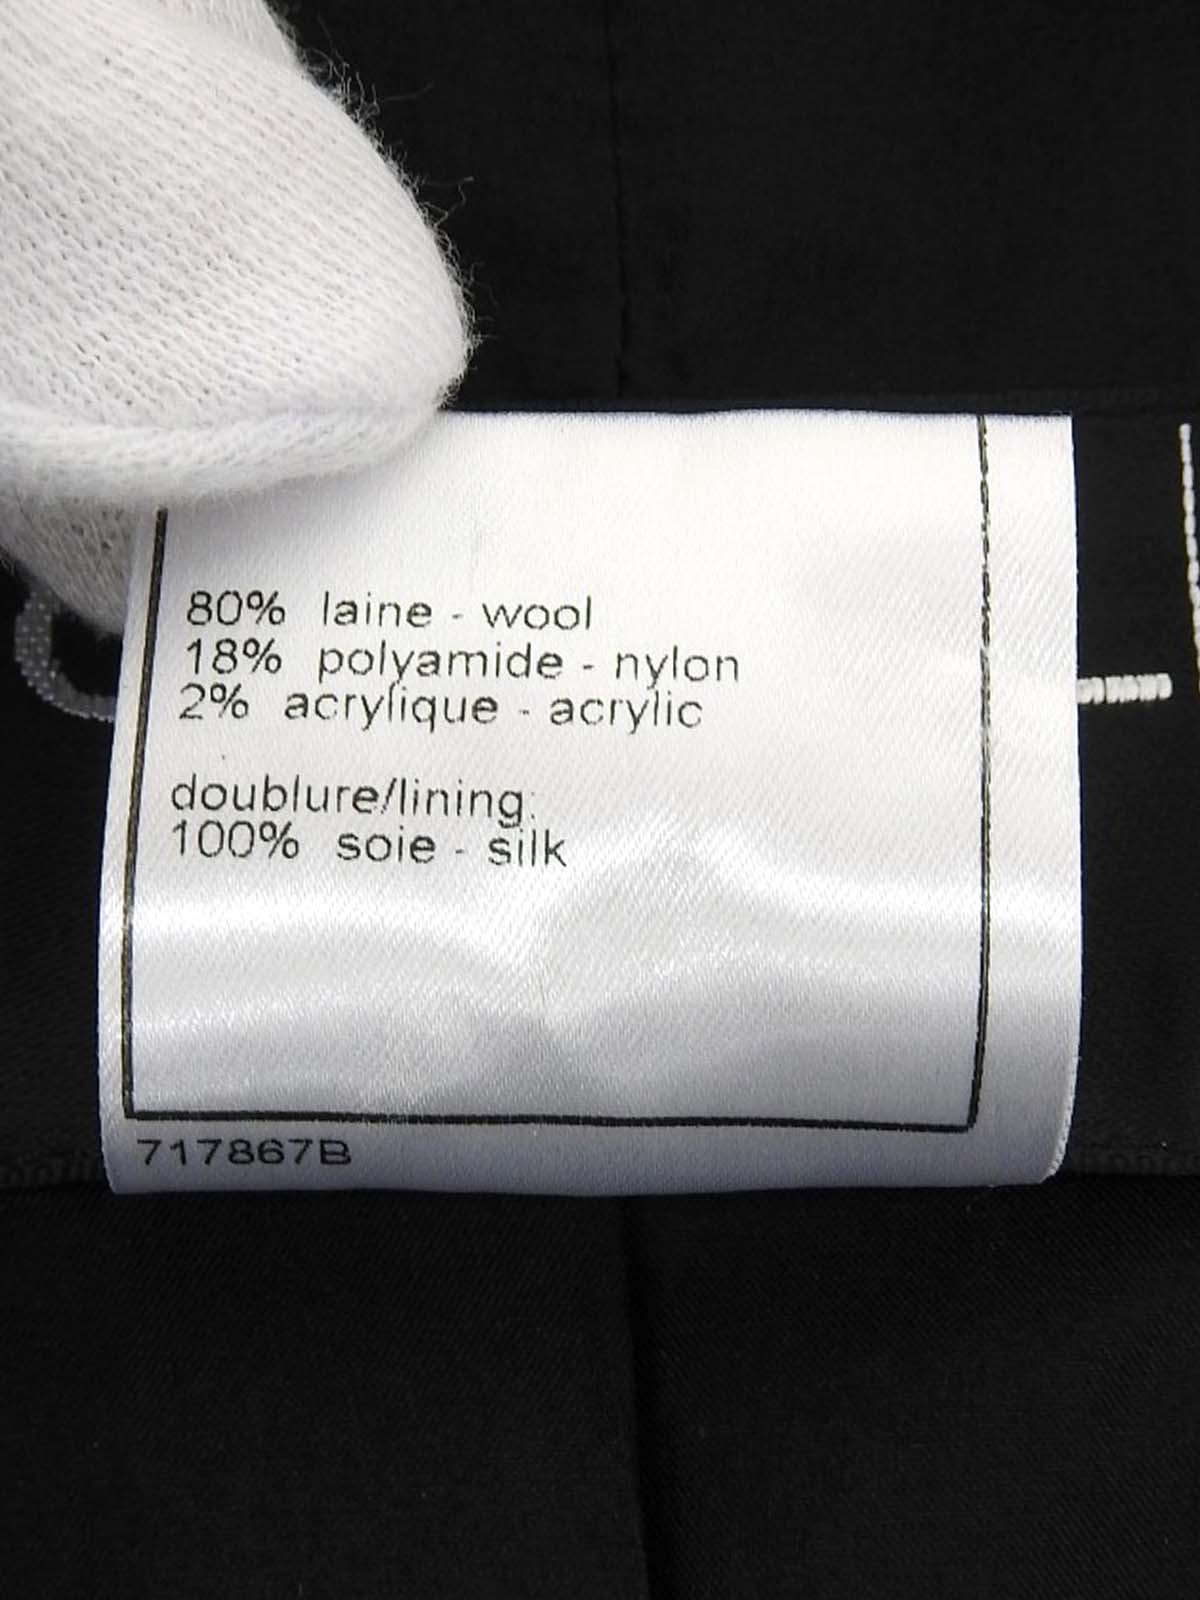 80% laine - wool
18% polyamide - nylon
2% acrylique - acrylic
doublure/lining:
100% soie - silk
717867B